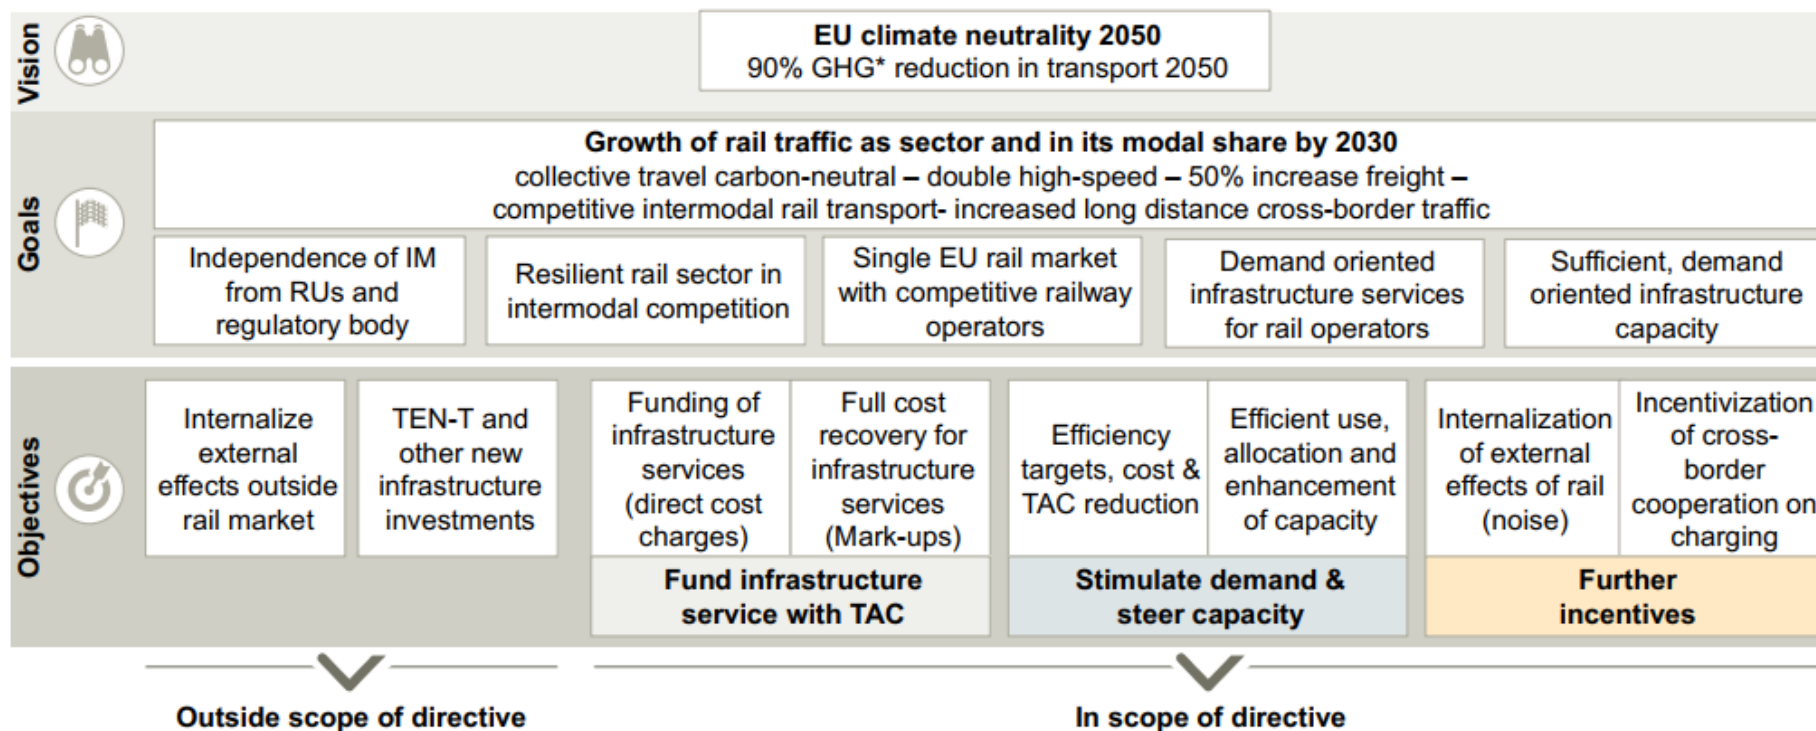 Vision
EU climate neutrality 2050
90% GHG* reduction in transport 2050
Goals
Growth of rail traffic as sector and in its modal share by 2030
collective travel carbon-neutral – double high-speed – 50% increase freight –
competitive intermodal rail transport- increased long distance cross-border traffic
Independence of IM
from RUs and
regulatory body
Resilient rail sector in
intermodal competition
Single EU rail market
with competitive railway
operators
Demand oriented
infrastructure services
for rail operators
Sufficient, demand
oriented infrastructure
capacity
Objectives
Internalize
external
effects outside
rail market
TEN-T and
other new
infrastructure
investments
Funding of
infrastructure
services
(direct cost
charges)
Full cost
recovery for
infrastructure
services
(Mark-ups)
Fund infrastructure
service with TAC
Efficiency
targets, cost &
TAC reduction
Efficient use,
allocation and
enhancement
of capacity
Stimulate demand &
steer capacity
Internalization
of external
effects of rail
(noise)
Incentivization
of cross-
border
cooperation on
charging
Further
incentives
Outside scope of directive
In scope of directive